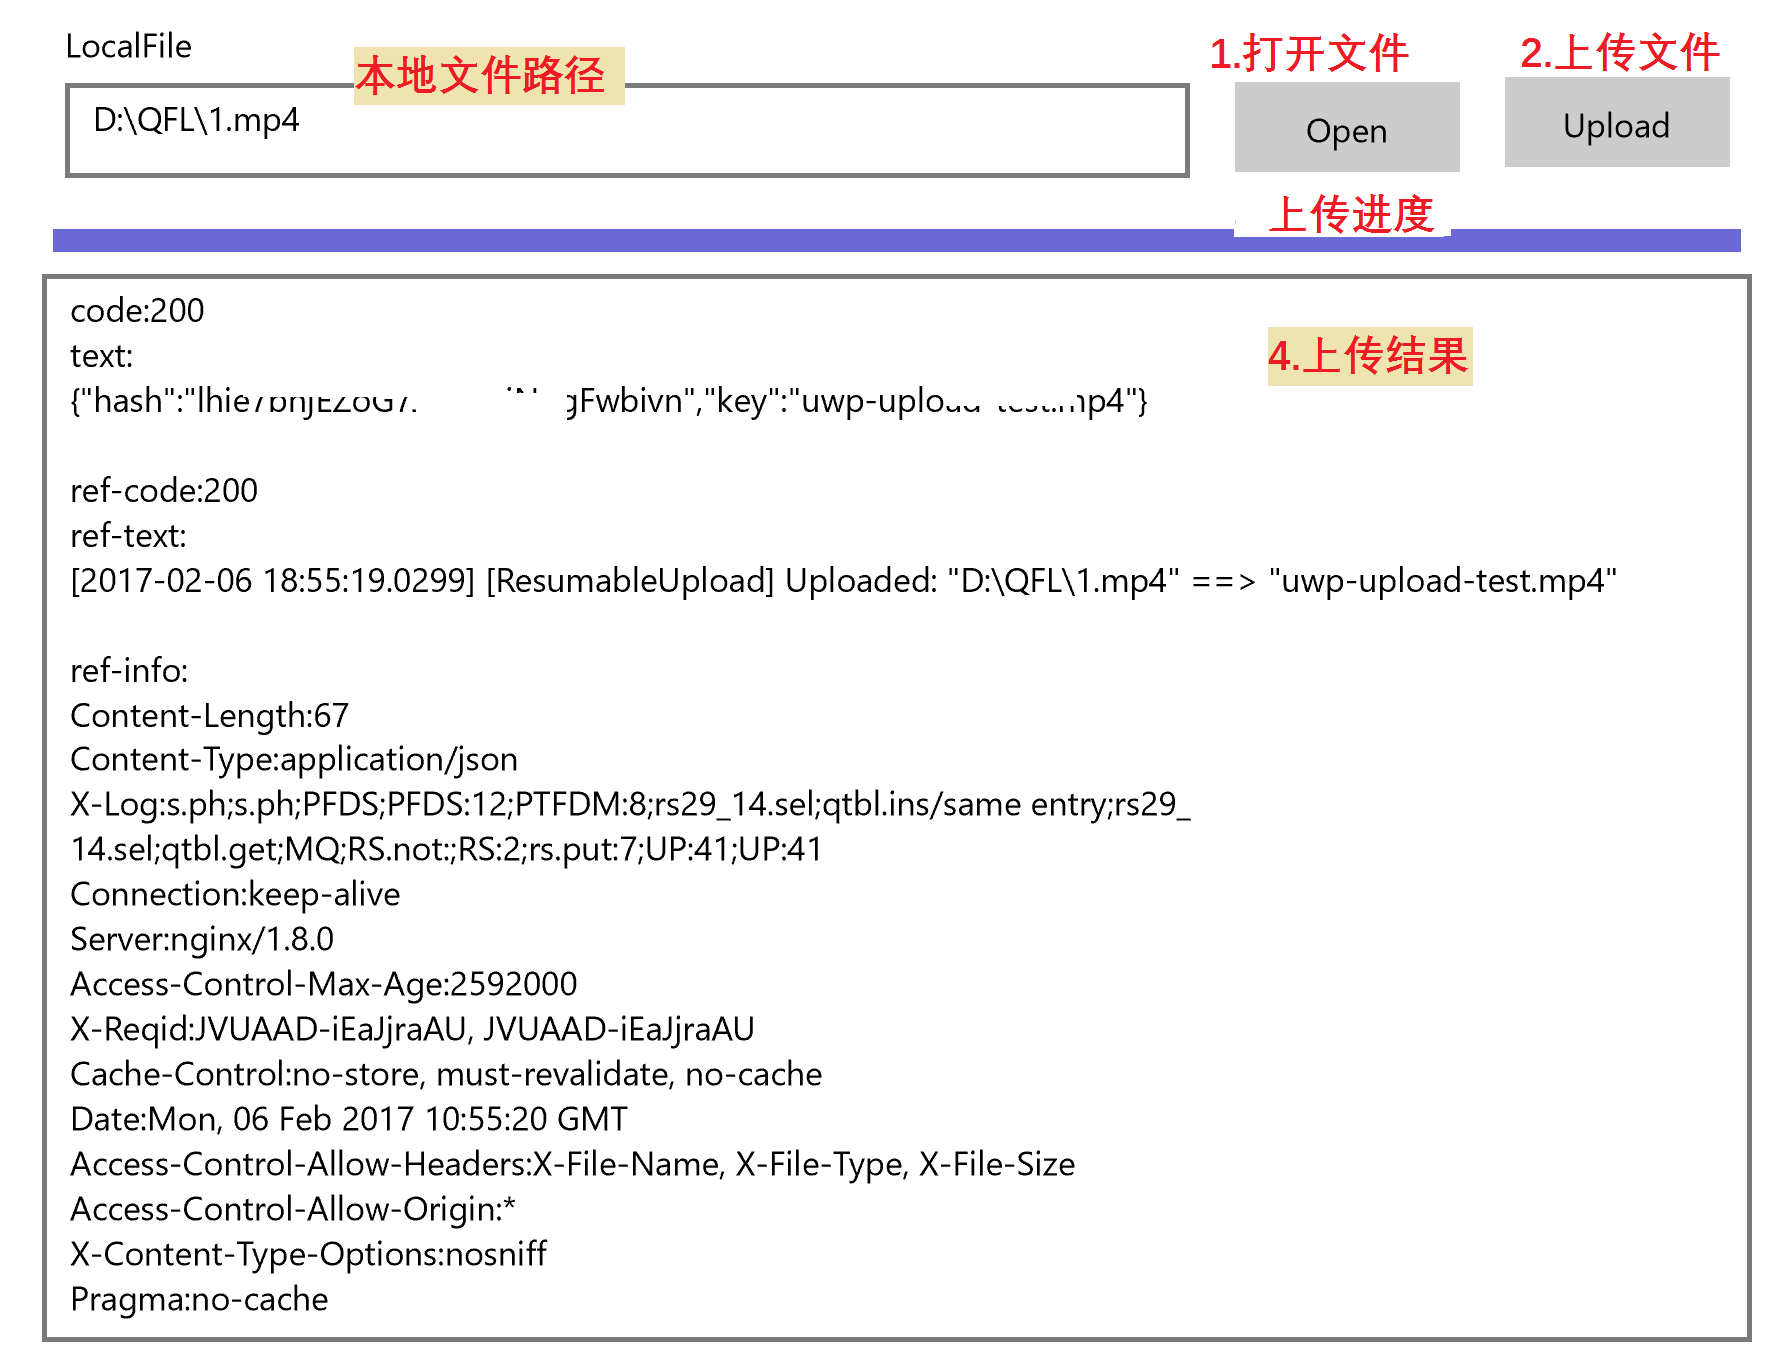 LocalFile
本地文件路径
1.打开文件
2.上传文件
D:\QFL\1.mp4
Open
Upload
上传进度
code:200
text:
4.上传结果
{"hash":" gFwbivn","key":"uwp-upload-test.mp4"}
ref-code:200
ref-text:
[2017-02-06 18:55:19.0299] [ResumableUpload] Uploaded: "D:\QFL\1.mp4" ==> "uwp-upload-test.mp4"
ref-info:
Content-Length:67
Content-Type:application/json
X-Log:s.ph;s.ph;PFDS;PFDS:12;PTFDM:8;rs29_14.sel;qtbl.ins/same entry;rs29_
14.sel;qtbl.get;MQ;RS.not:;RS:2;rs.put:7;UP:41;UP:41
Connection:keep-alive
Server:nginx/1.8.0
Access-Control-Max-Age:2592000
X-Reqid:JVUAAD-iEaJjraAU, JVUAAD-iEaJjraAU
Cache-Control:no-store, must-revalidate, no-cache
Date:Mon, 06 Feb 2017 10:55:20 GMT
Access-Control-Allow-Headers:X-File-Name, X-File-Type, X-File-Size
Access-Control-Allow-Origin:*
X-Content-Type-Options:nosniff
Pragma:no-cache